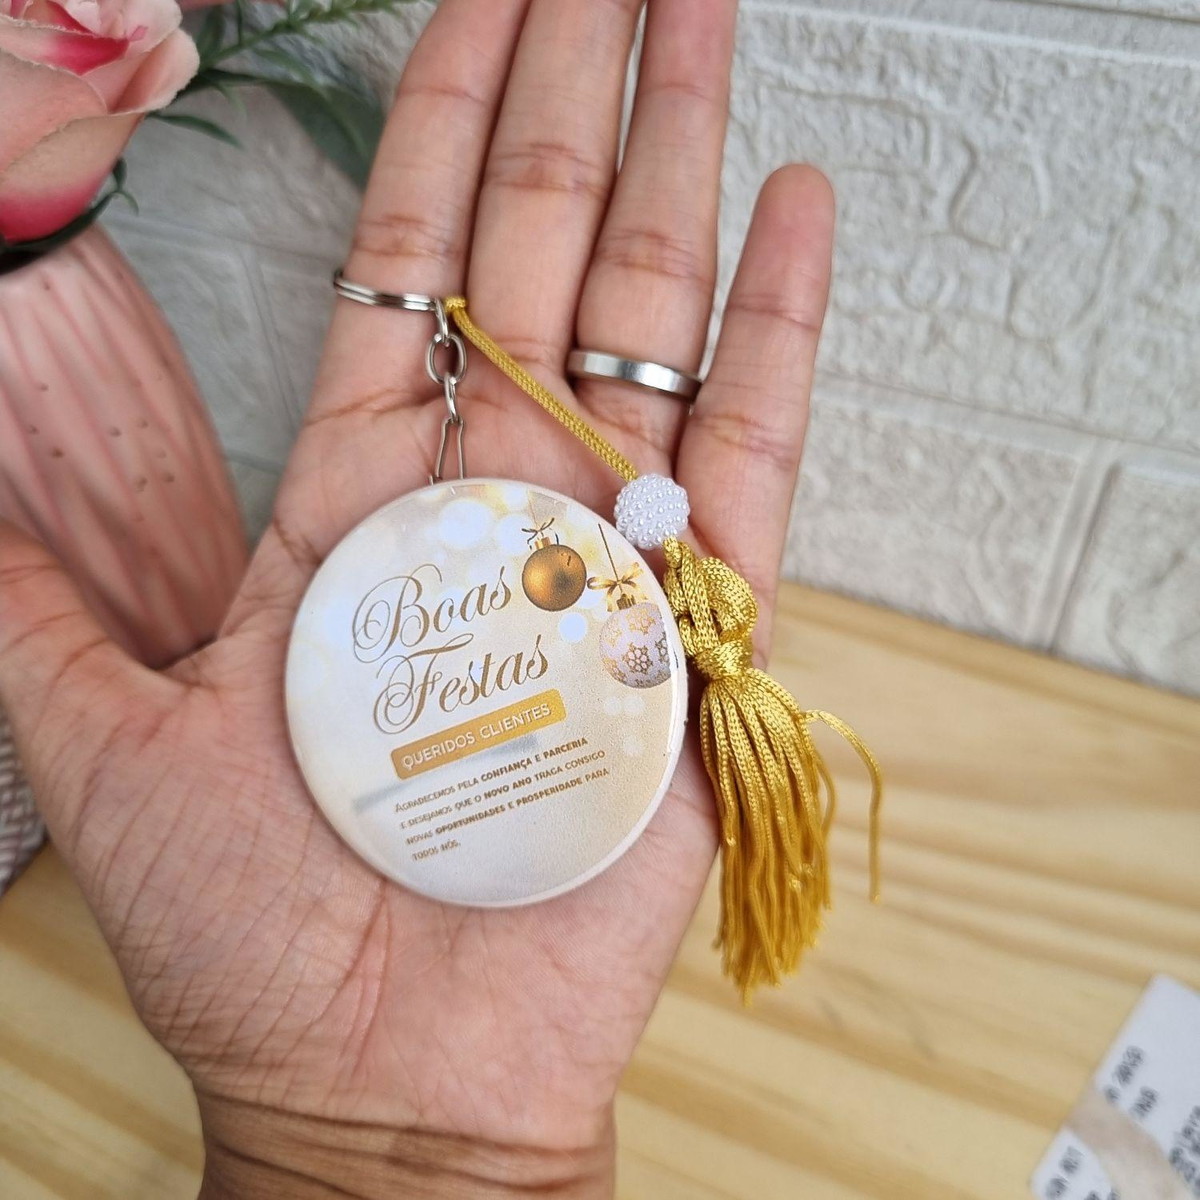 Boas
Festas
QUERIDOS CLIENTES
AGRADECEMOS PELA CONFIANÇA E PARCERIA
E DESEJAMOS QUE O NOVO ANO TRAGA CONSIGO
NOVAS OPORTUNIDADES E PROSPERIDADE PARA
TODOS NÓS.